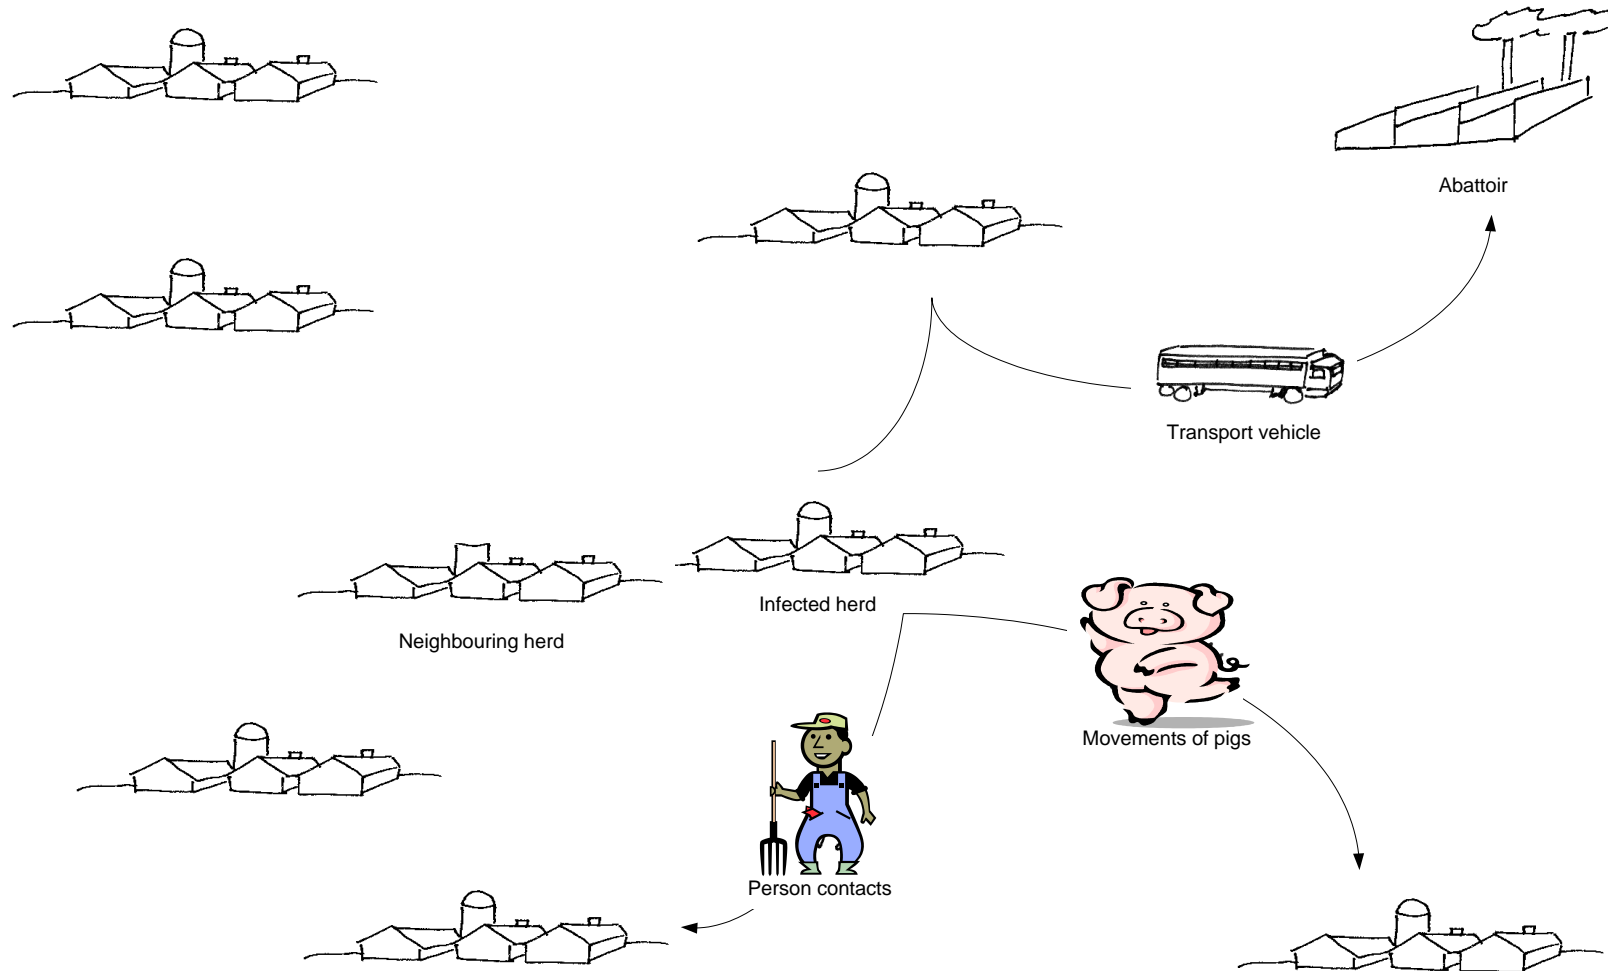 Abattoir
Transport vehicle
Infected herd
Neighbouring herd
Movements of pigs
Person contacts